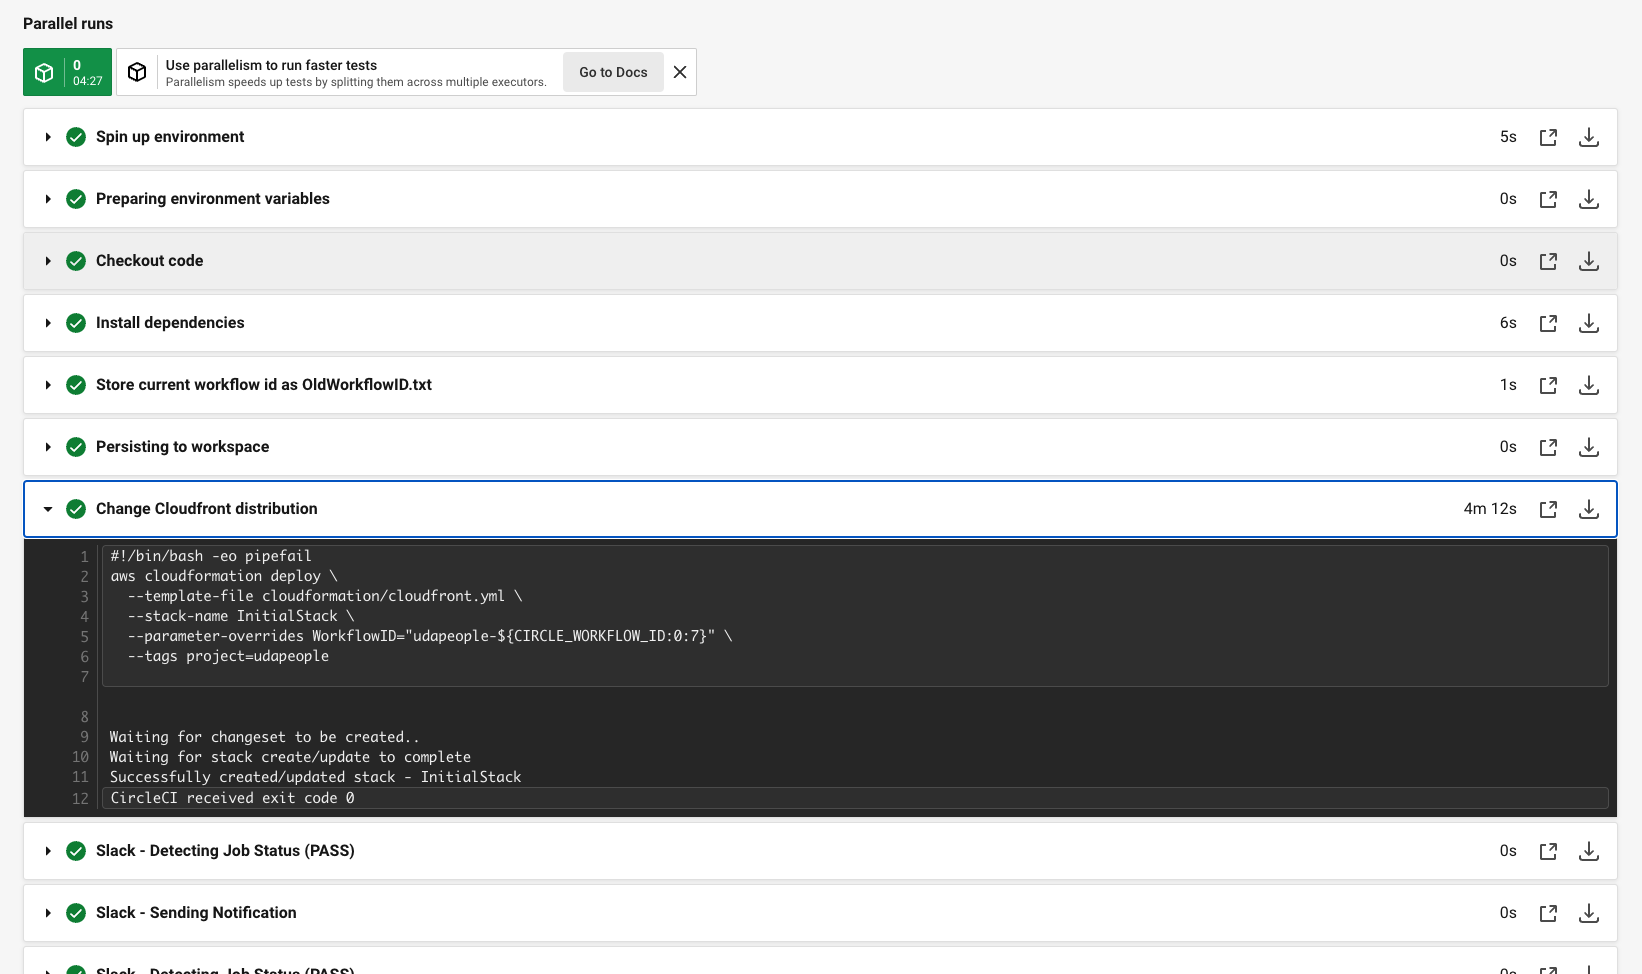 Parallel runs
0
04:27
Use parallelism to run faster tests
Parallelism speeds up tests by splitting them across multiple executors.
Go to Docs
Spin up environment 5s
Preparing environment variables 0s
Checkout code 0s
Install dependencies 6s
Store current workflow id as OldWorkflowID.txt 1s
Persisting to workspace 0s
Change Cloudfront distribution 4m 12s
1 #!/bin/bash -eo pipefail
2 aws cloudformation deploy \
3 --template-file cloudformation/cloudfront.yml \
4 --stack-name InitialStack \
5 --parameter-overrides WorkflowID="udapeople-${CIRCLE_WORKFLOW_ID:0:7}" \
6 --tags project=udapeople
7
8
9 Waiting for changeset to be created..
10 Waiting for stack create/update to complete
11 Successfully created/updated stack - InitialStack
12 CircleCI received exit code 0
Slack - Detecting Job Status (PASS) 0s
Slack - Sending Notification 0s
Slack - Detecting Job Status (PASS) 0s